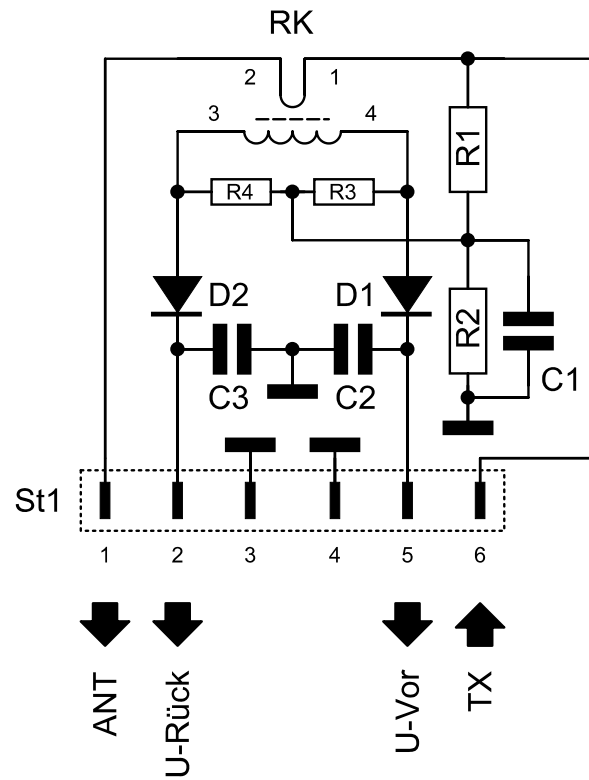 RK
2 1
3 4
R1
R4 R3
D2 D1
R2
C3 C2 C1
St1
1 2 3 4 5 6
ANT
U-Rück
U-Vor
TX